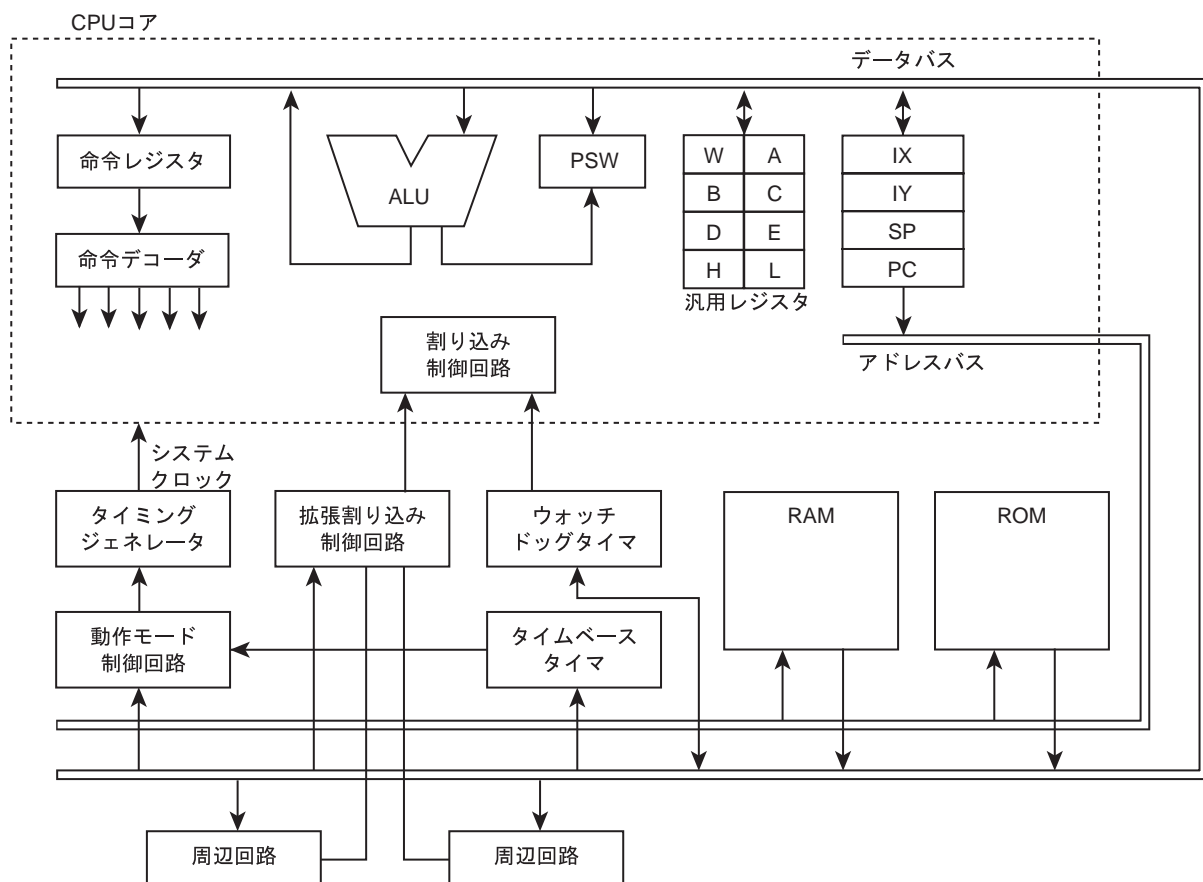 CPUコア
データバス
命令レジスタ
ALU
PSW
W
A
B
C
D
E
H
L
汎用レジスタ
IX
IY
SP
PC
命令デコーダ
アドレスバス
割り込み
制御回路
システム
クロック
タイミング
ジェネレータ
拡張割り込み
制御回路
ウォッチ
ドッグタイマ
RAM
ROM
動作モード
制御回路
タイムベース
タイマ
周辺回路
周辺回路